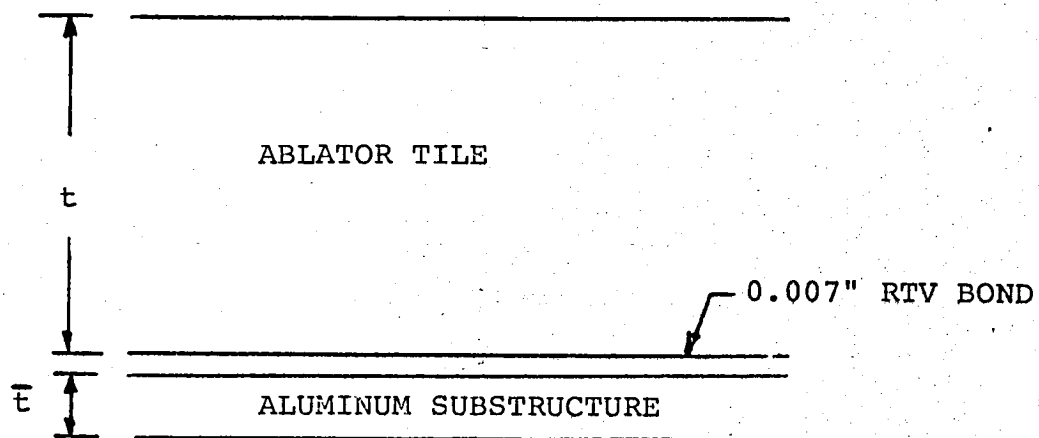 ABLATOR TILE
t
0.007" RTV BOND
t̅
ALUMINUM SUBSTRUCTURE